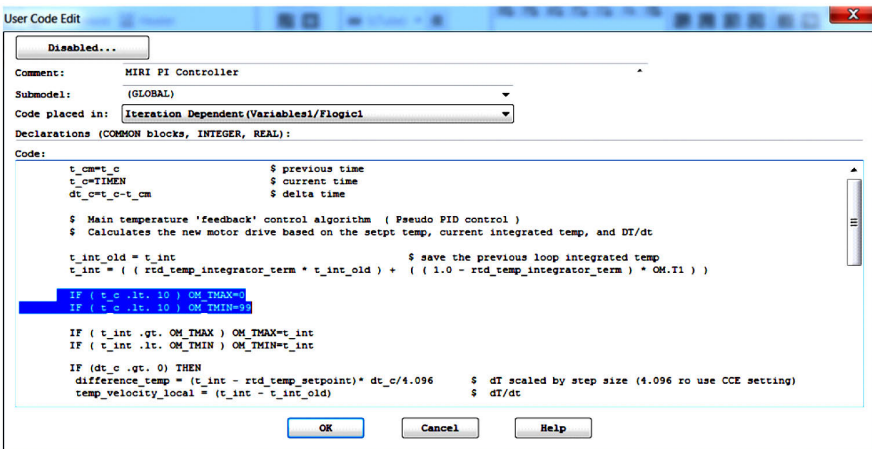 User Code Edit
X
Disabled...
Comment: MIRI PI Controller
Submodel: (GLOBAL)
Code placed in: Iteration Dependent(Variables1/Flogic1
Declarations (COMMON blocks, INTEGER, REAL):
Code:
t_cm=t_c $ previous time
t_c=TIMEN $ current time
dt_c=t_c-t_cm $ delta time
$ Main temperature 'feedback' control algorithm ( Pseudo PID control )
$ Calculates the new motor drive based on the setpt temp, current integrated temp, and DT/dt
t_int_old = t_int $ save the previous loop integrated temp
t_int = ( ( rtd_temp_integrator_term * t_int_old ) + ( ( 1.0 - rtd_temp_integrator_term ) * OM.T1 ) )
IF ( t_c .lt. 10 ) OM_TMAX=0
IF ( t_c .lt. 10 ) OM_TMIN=99
IF ( t_int .gt. OM_TMAX ) OM_TMAX=t_int
IF ( t_int .lt. OM_TMIN ) OM_TMIN=t_int
IF (dt_c .gt. 0) THEN
difference_temp = (t_int - rtd_temp_setpoint)* dt_c/4.096 $ dT scaled by step size (4.096 ro use CCE setting)
temp_velocity_local = (t_int - t_int_old) $ dT/dt
OK Cancel Help